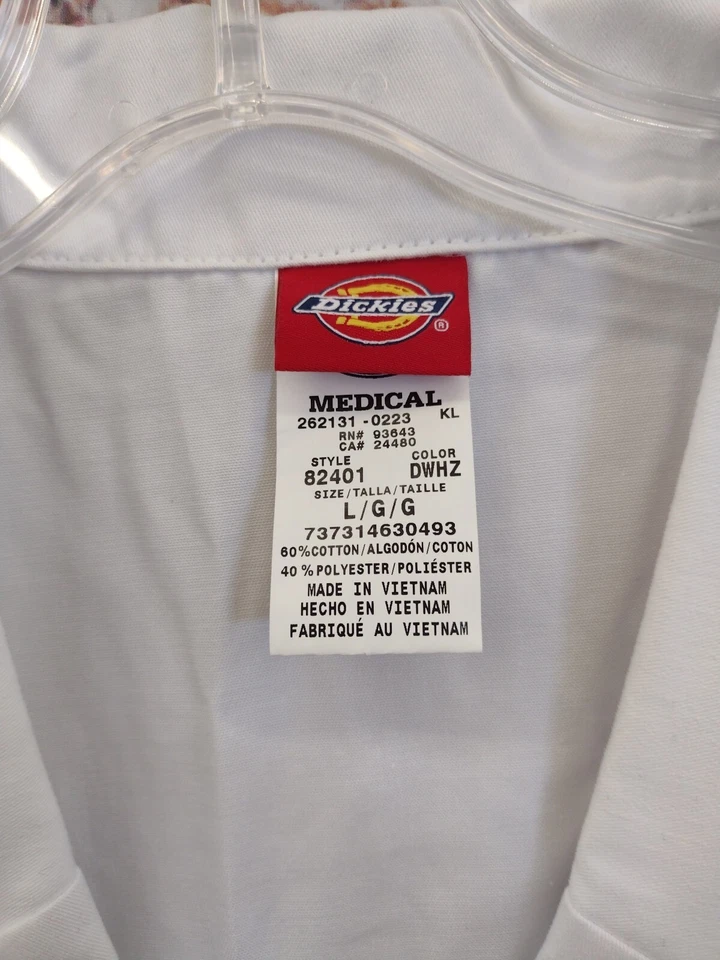 Dickies®
MEDICAL
262131-0223 KL
RN# 93643
CA# 24480
STYLE COLOR
82401 DWHZ
SIZE/TALLA/TAILLE
L/G/G
737314630493
60%COTTON/ALGODÓN/COTON
40%POLYESTER/POLIÉSTER
MADE IN VIETNAM
HECHO EN VIETNAM
FABRIQUÉ AU VIETNAM